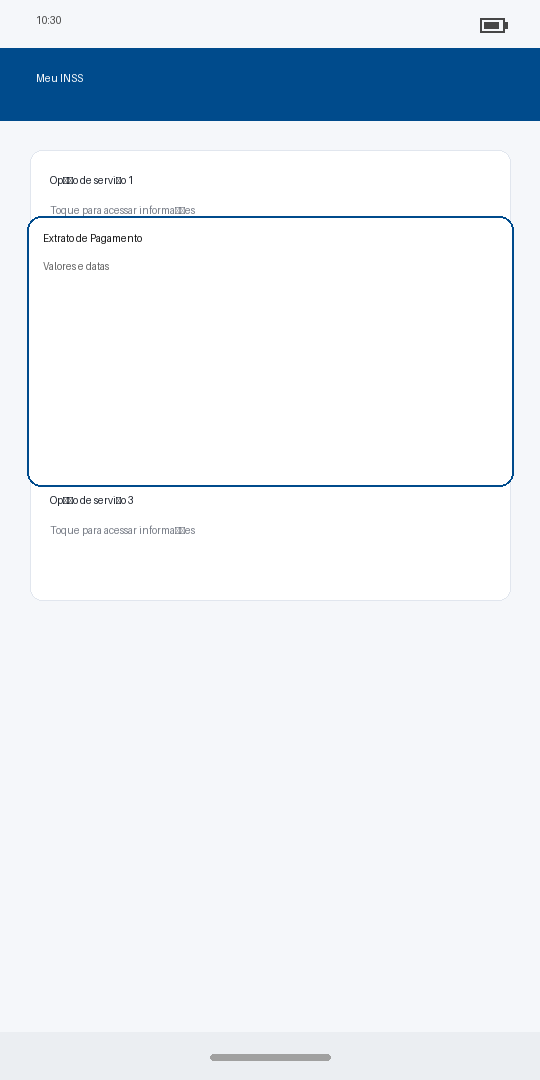 10:30
Meu INSS
de 1
Toque para acessar
Extrato de Pagamento
Valores e datas
de 3
Toque para acessar